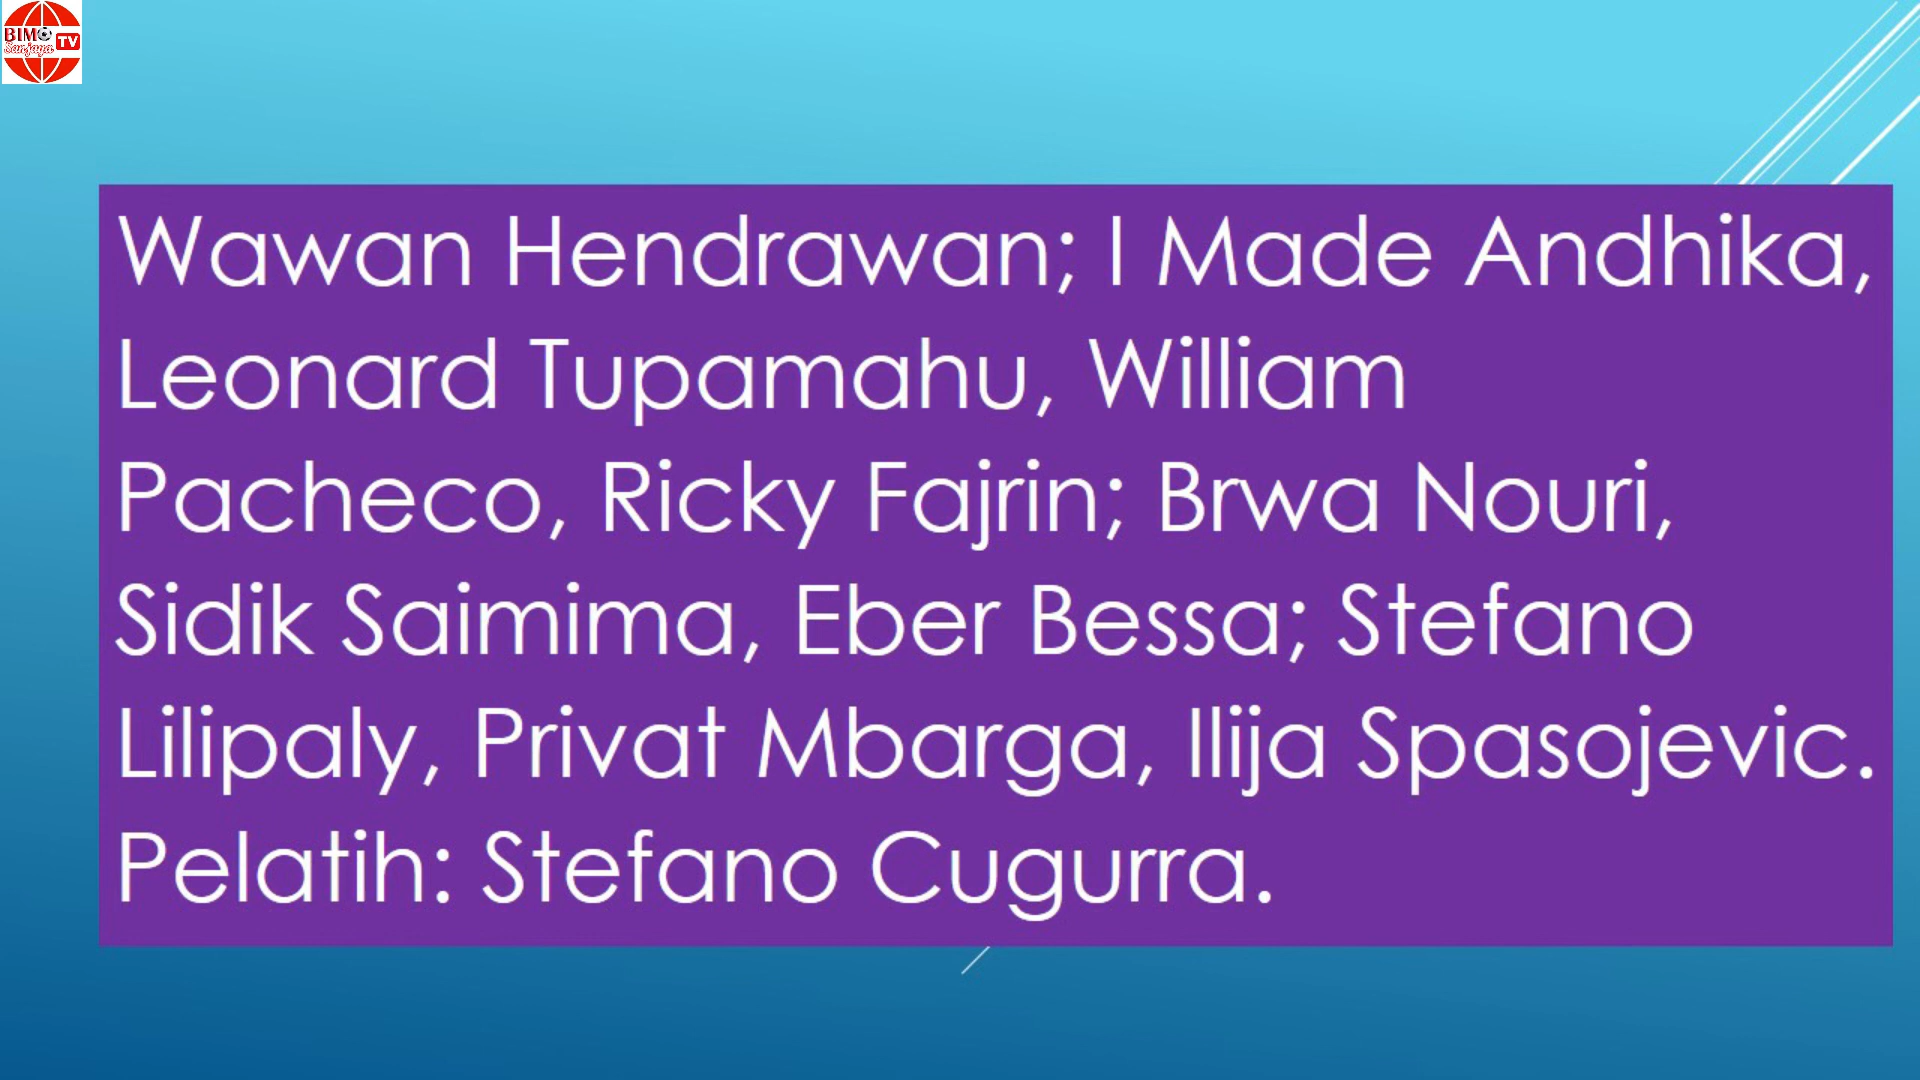 BIMO
Sanjaya
TV
Wawan Hendrawan; I Made Andhika,
Leonard Tupamahu, William
Pacheco, Ricky Fajrin; Brwa Nouri,
Sidik Saimima, Eber Bessa; Stefano
Lilipaly, Privat Mbarga, Ilija Spasojevic.
Pelatih: Stefano Cugurra.